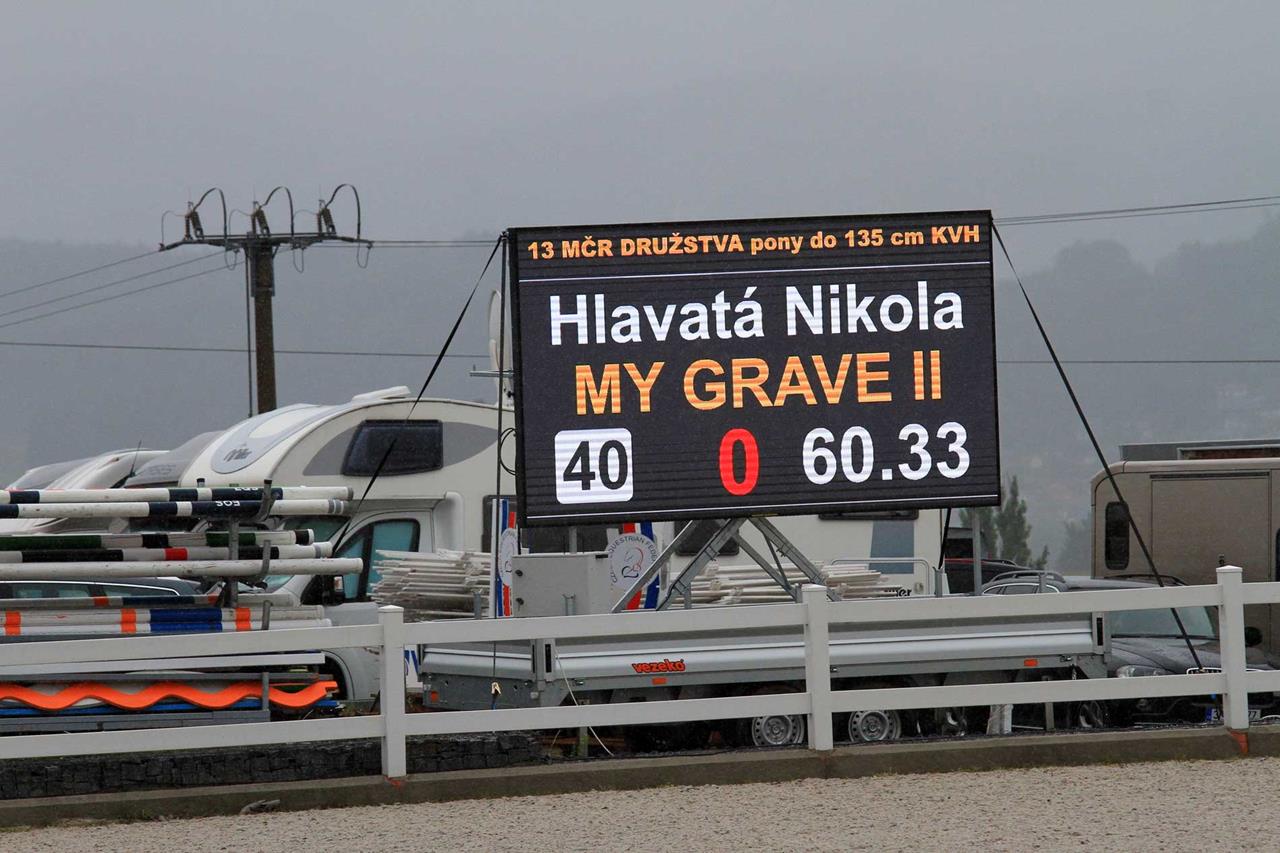 13 MČR DRUŽSTVA pony do 135 cm KVH
Hlavatá Nikola
MY GRAVE II
40 0 60.33
vezeko